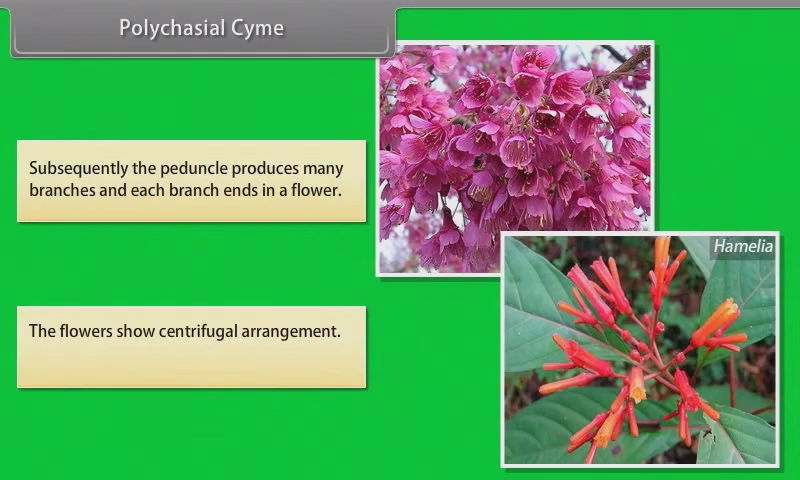 Polychasial Cyme
Subsequently the peduncle produces many
branches and each branch ends in a flower.
Hamelia
The flowers show centrifugal arrangement.